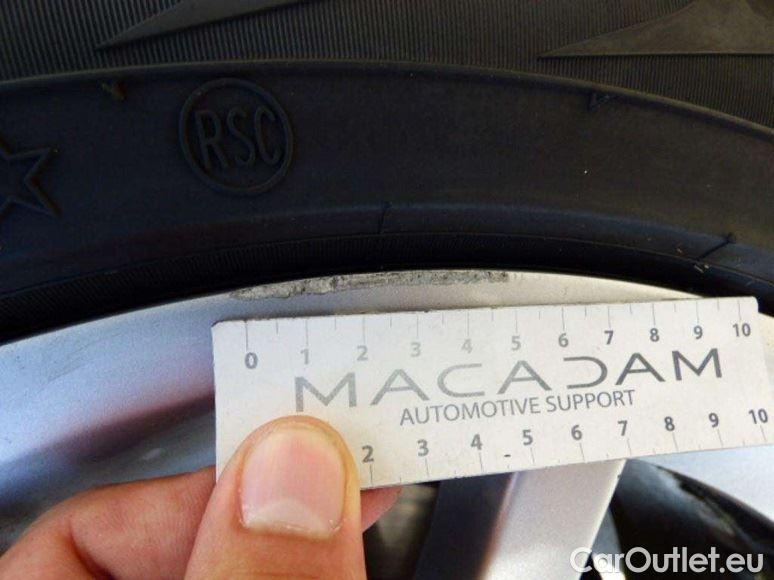 RSC
0 1 2 3 4 5 6 7 8 9 10
MACADAM
AUTOMOTIVE SUPPORT
2 3 4 5 6 7 8 9 10
CarOutlet.eu